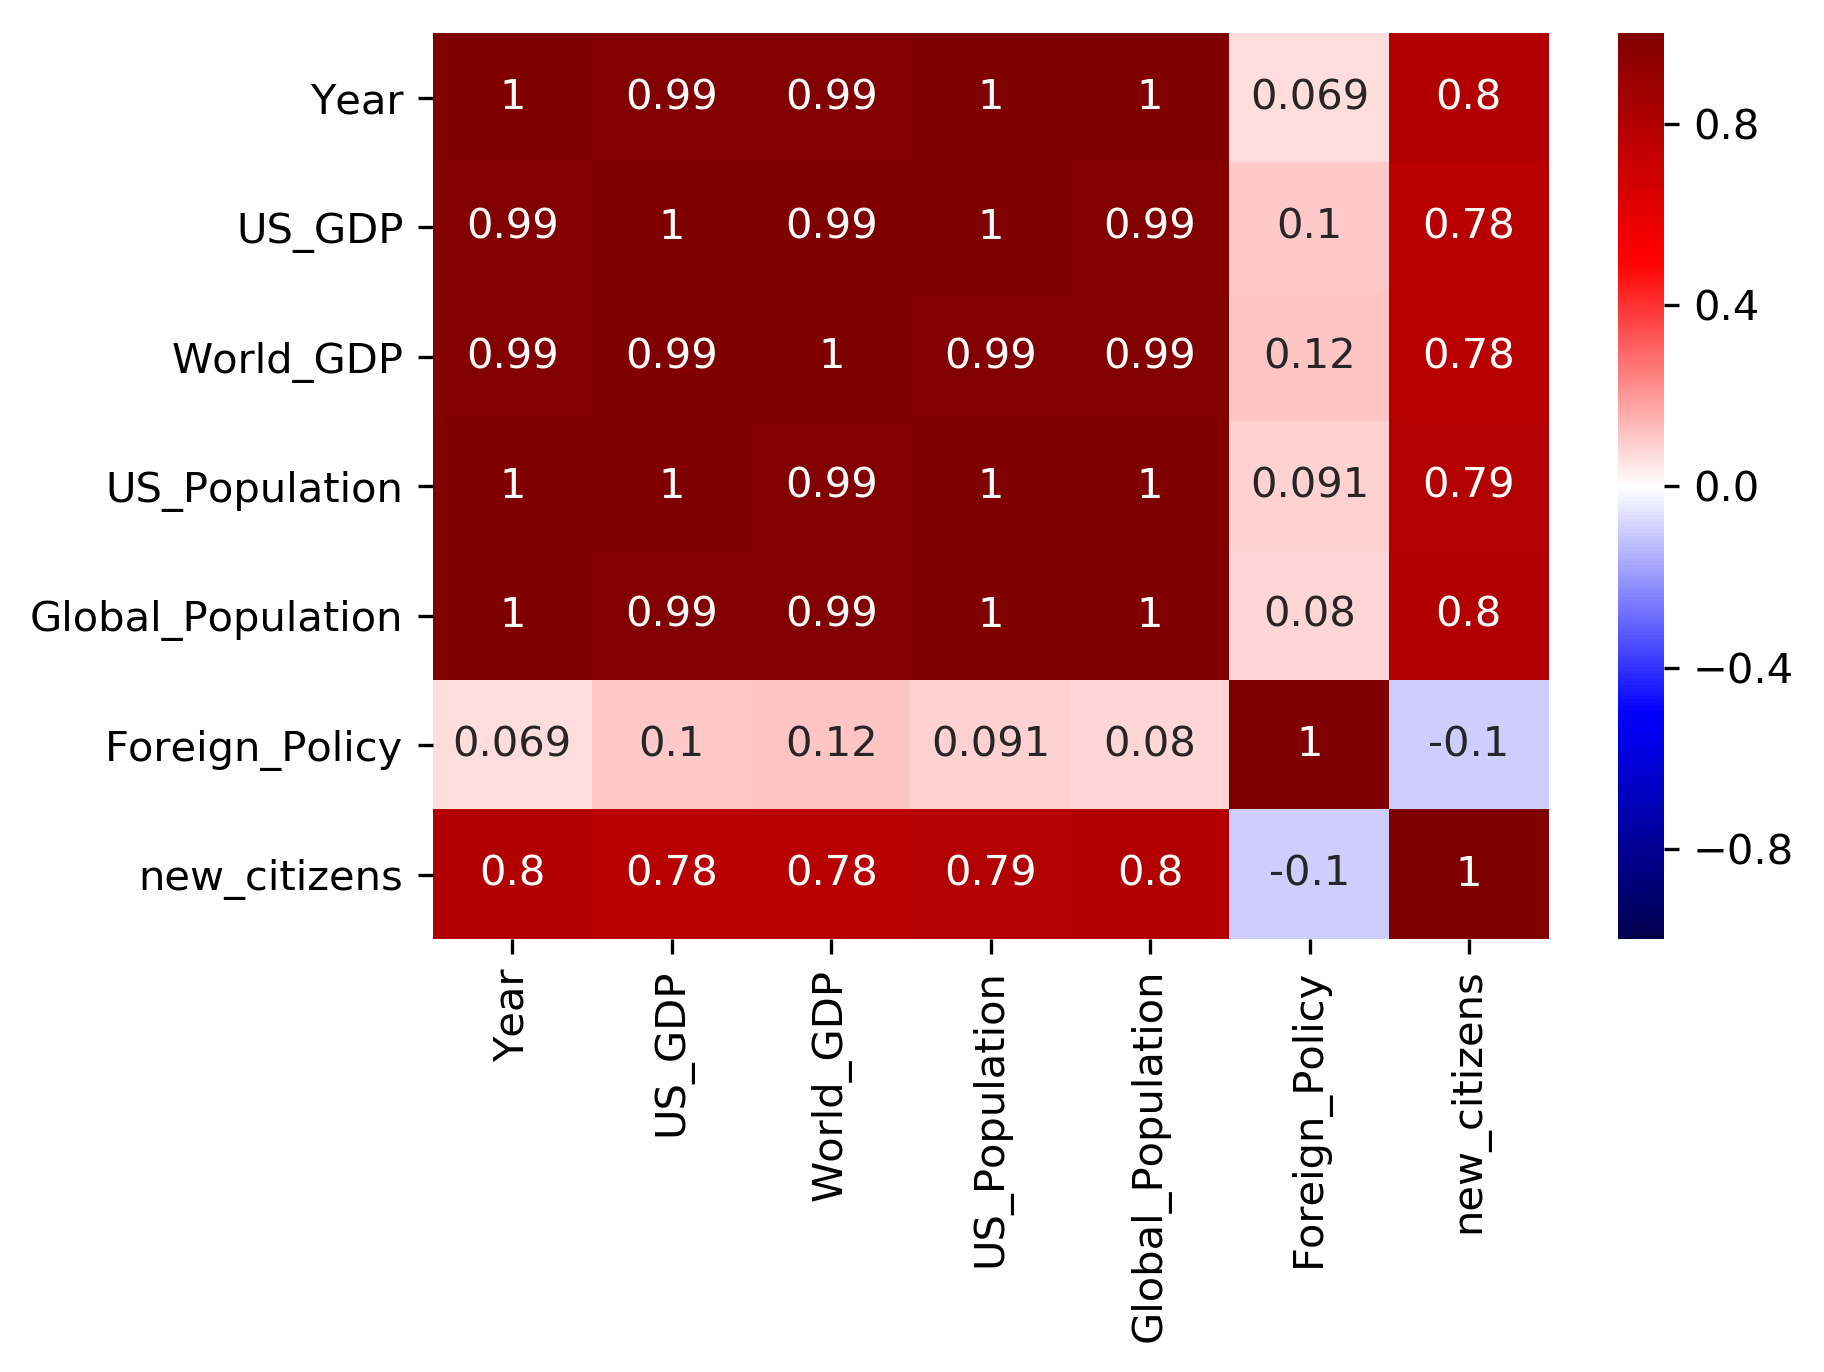 Year 1 0.99 0.99 1 1 0.069 0.8
US_GDP 0.99 1 0.99 1 0.99 0.1 0.78
World_GDP 0.99 0.99 1 0.99 0.99 0.12 0.78
US_Population 1 1 0.99 1 1 0.091 0.79
Global_Population 1 0.99 0.99 1 1 0.08 0.8
Foreign_Policy 0.069 0.1 0.12 0.091 0.08 1 -0.1
new_citizens 0.8 0.78 0.78 0.79 0.8 -0.1 1
Year
US_GDP
World_GDP
US_Population
Global_Population
Foreign_Policy
new_citizens
0.8
0.4
0.0
−0.4
−0.8